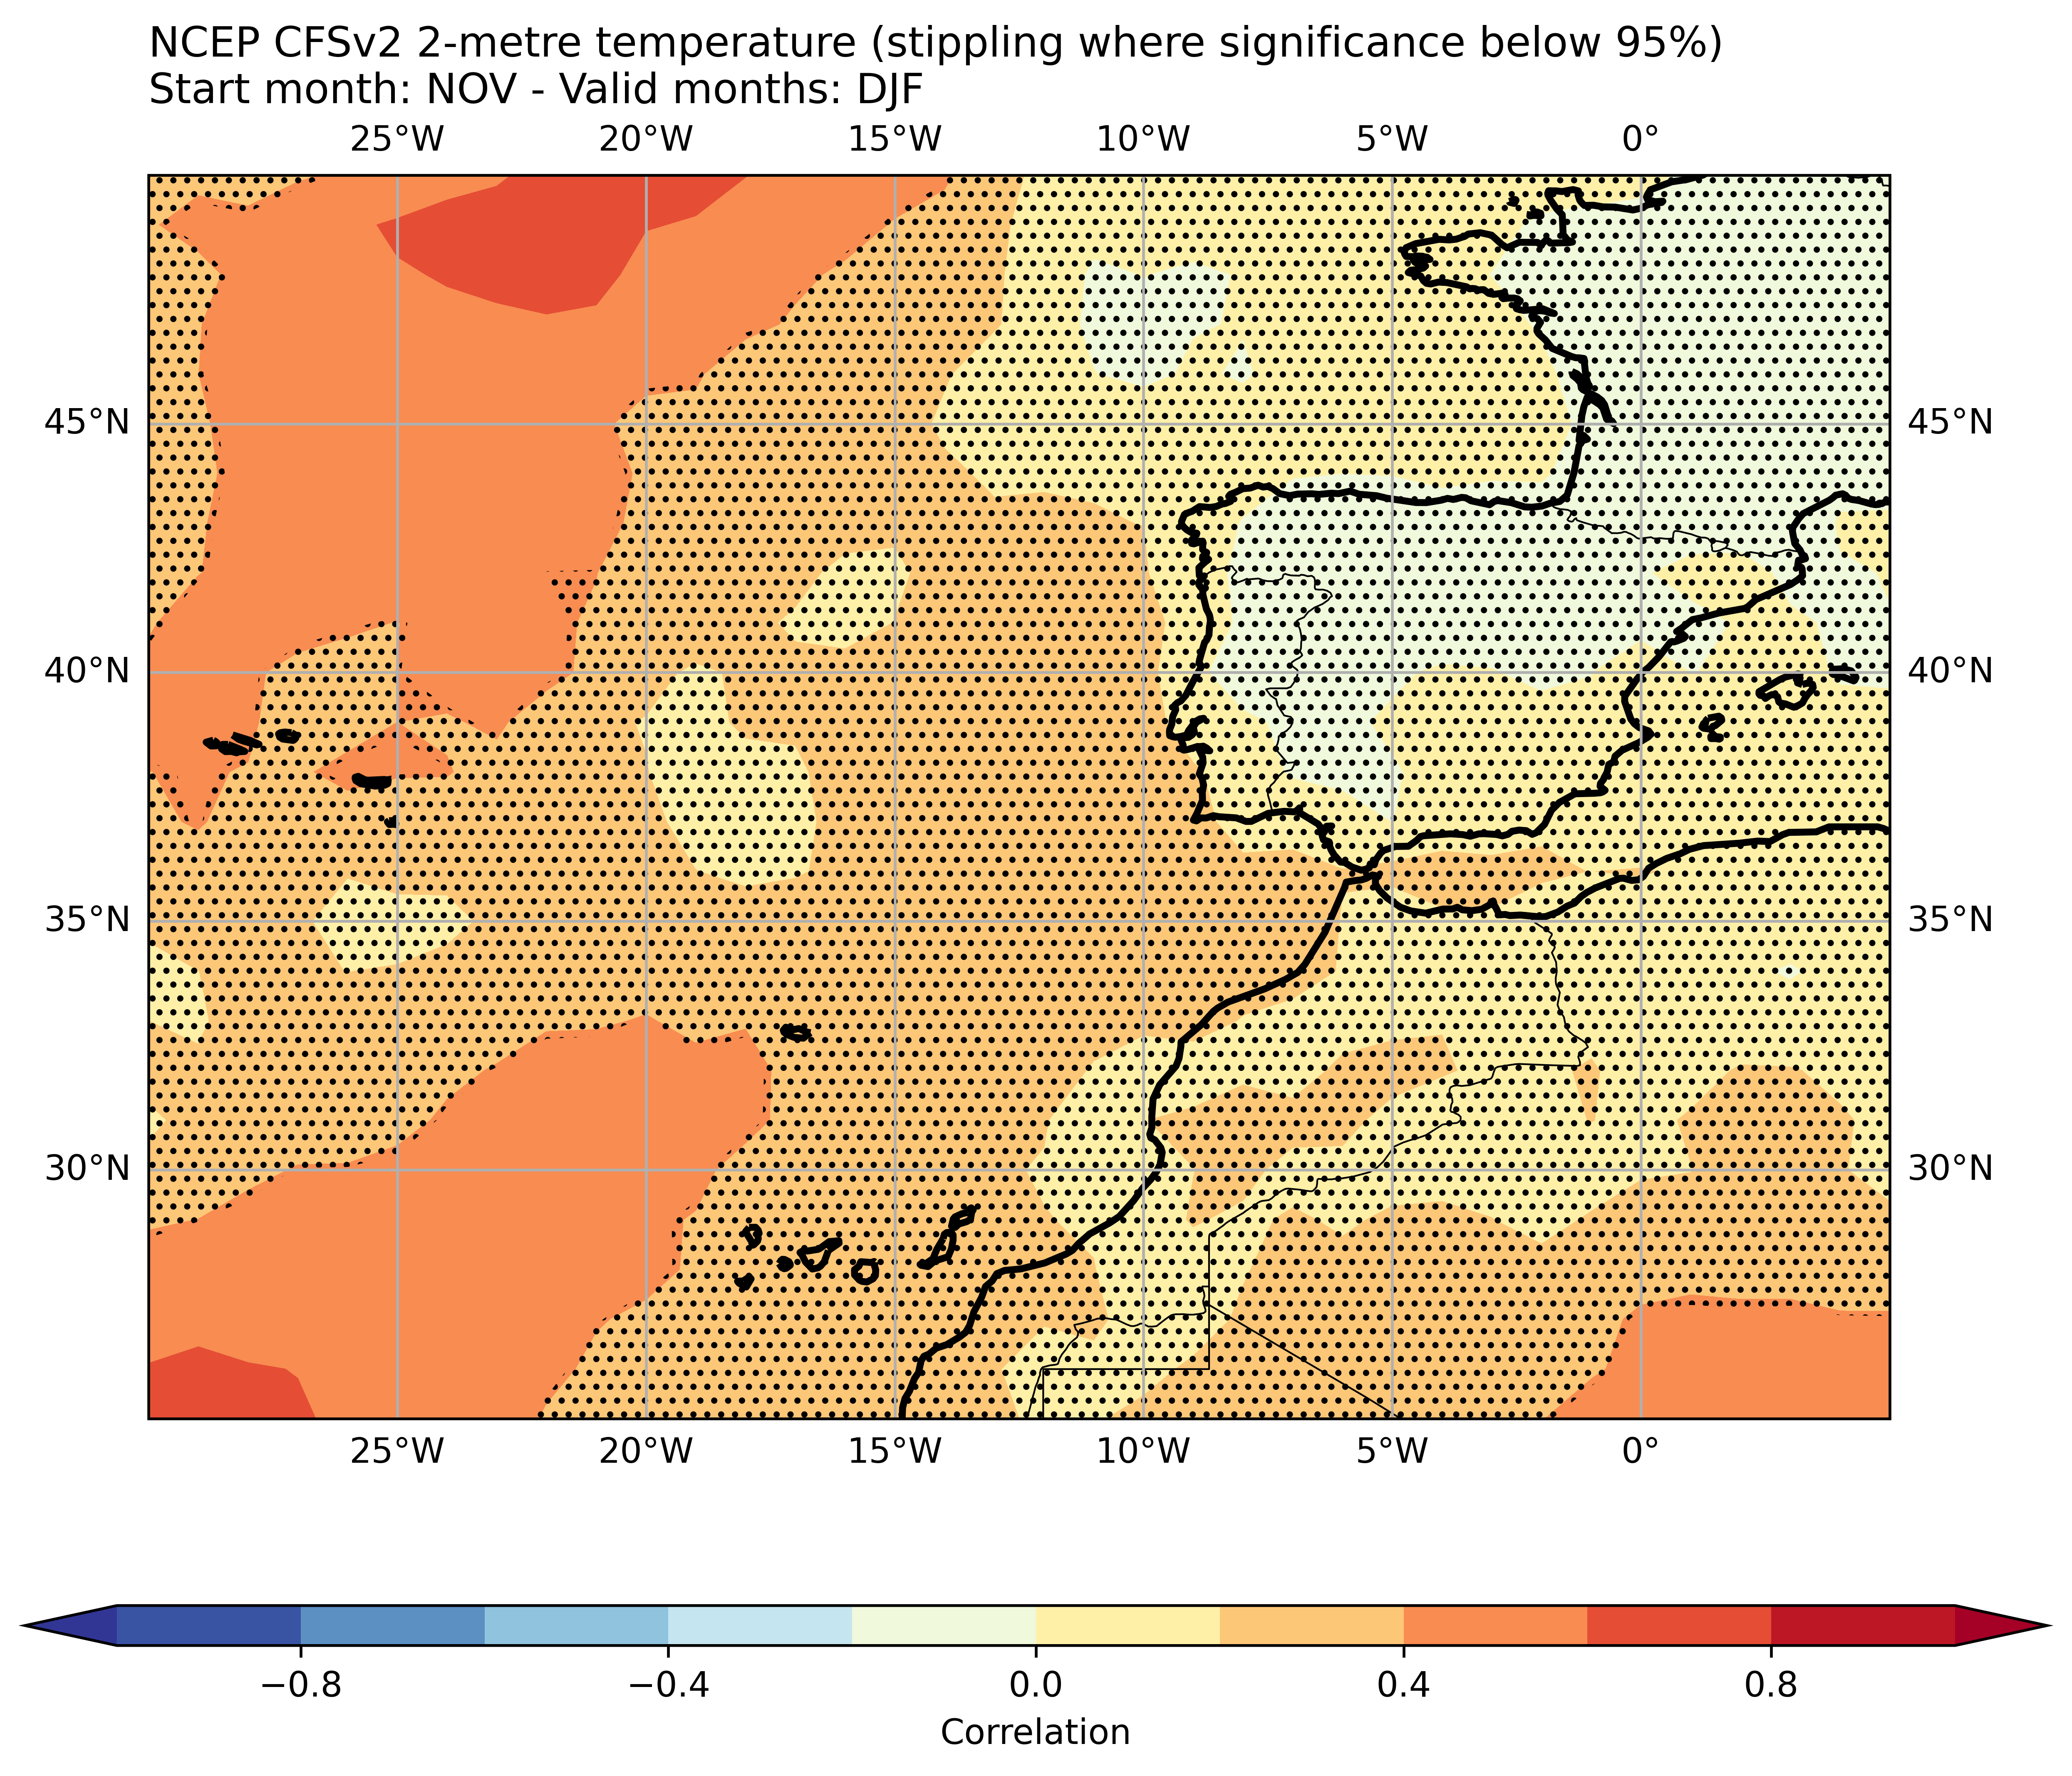 NCEP CFSv2 2-metre temperature (stippling where significance below 95%)
Start month: NOV - Valid months: DJF
25°W 20°W 15°W 10°W 5°W 0°
45°N 45°N
40°N 40°N
35°N 35°N
30°N 30°N
25°W 20°W 15°W 10°W 5°W 0°
−0.8 −0.4 0.0 0.4 0.8
Correlation